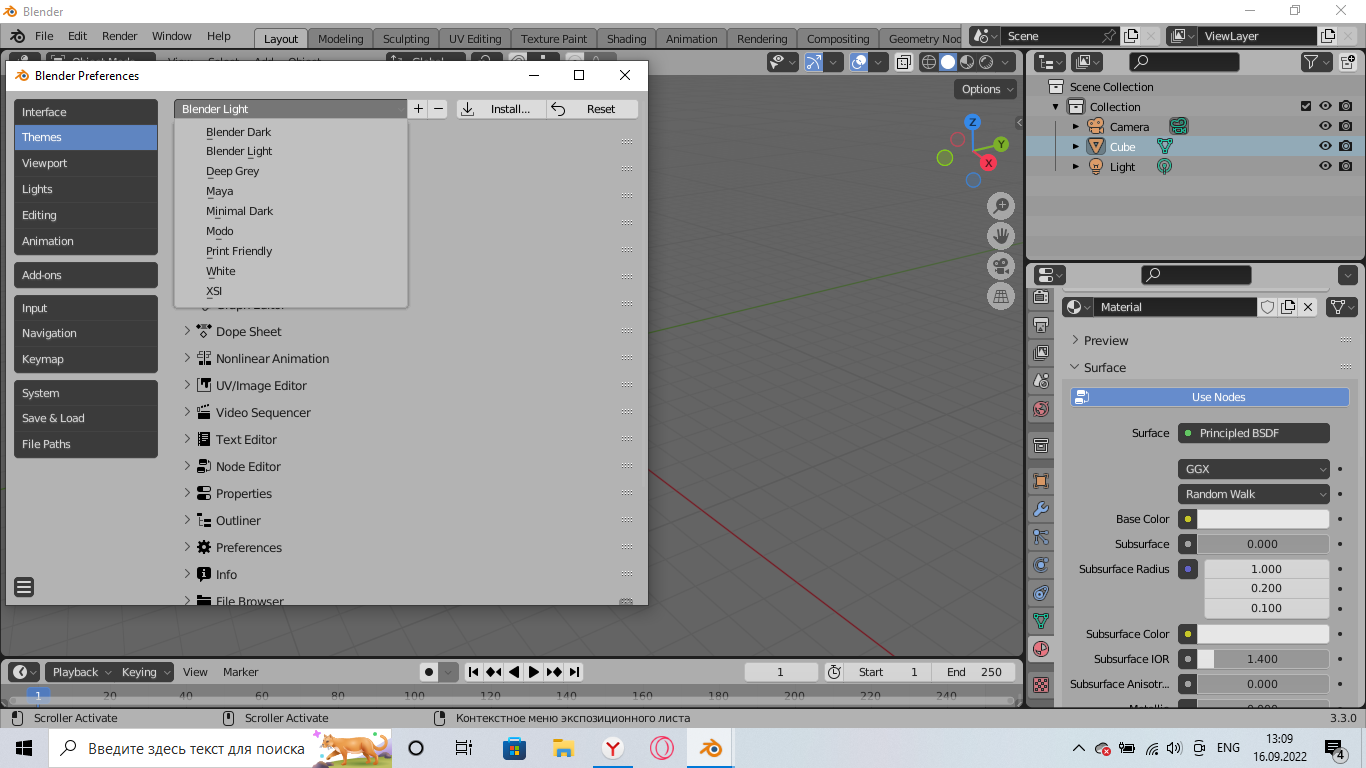 Blender
File Edit Render Window Help Layout Modeling Sculpting UV Editing Texture Paint Shading Animation Rendering Compositing Geometry Nod Scene ViewLayer
Blender Preferences
Options
Interface
Themes
Viewport
Lights
Editing
Animation
Add-ons
Input
Navigation
Keymap
System
Save & Load
File Paths
Blender Light Install... Reset
Blender Dark
Blender Light
Deep Grey
Maya
Minimal Dark
Modo
Print Friendly
White
XSI
Dope Sheet
Nonlinear Animation
UV/Image Editor
Video Sequencer
Text Editor
Node Editor
Properties
Outliner
Preferences
Info
File Browser
Z
Y
X
Scene Collection
Collection
Camera
Cube
Light
Material
Preview
Surface
Use Nodes
Surface Principled BSDF
GGX
Random Walk
Base Color
Subsurface 0.000
Subsurface Radius 1.000
0.200
0.100
Subsurface Color
Subsurface IOR 1.400
Subsurface Anisotr... 0.000
Playback Keying View Marker 1 Start 1 End 250
1 20 40 60 80 100 120 140 160 180 200 220 240
Scroller Activate Scroller Activate Контекстное меню экспозиционного листа 3.3.0
Введите здесь текст для поиска
ENG
13:09
16.09.2022
4